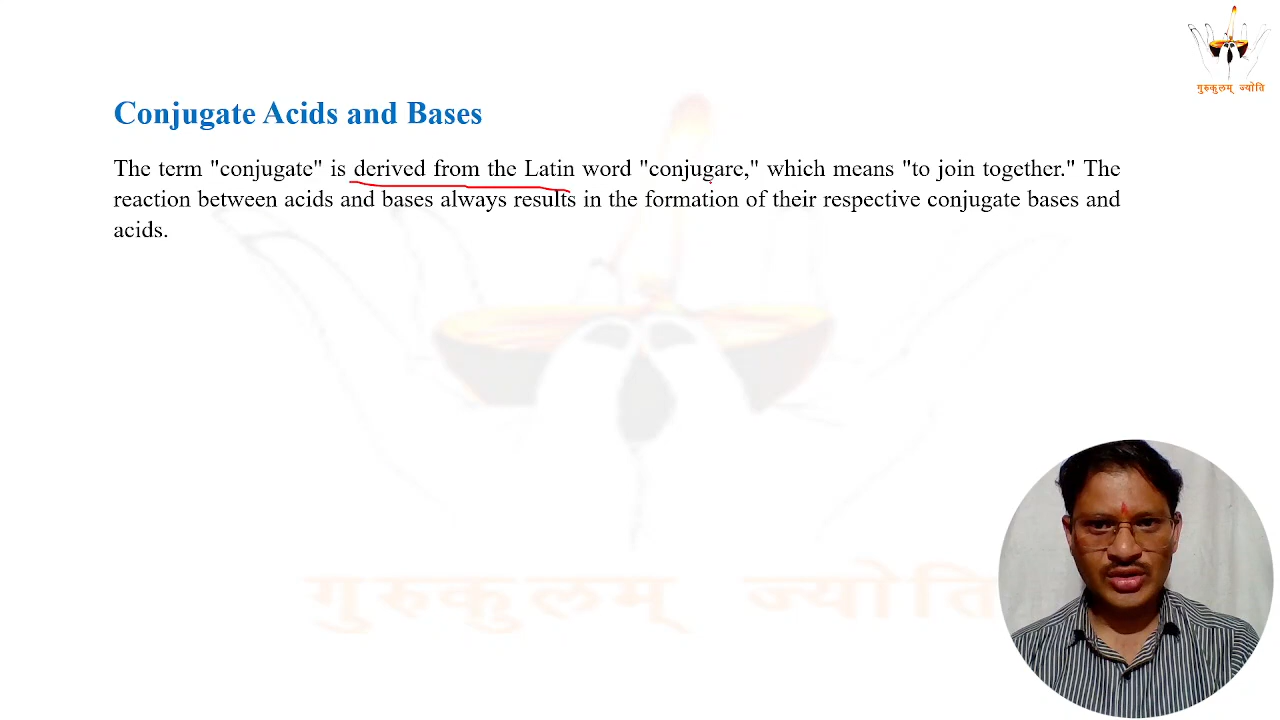 गुरुकुलम् ज्योति
Conjugate Acids and Bases
The term "conjugate" is derived from the Latin word "conjugare," which means "to join together." The
reaction between acids and bases always results in the formation of their respective conjugate bases and
acids.
गुरुकुलम् ज्योति